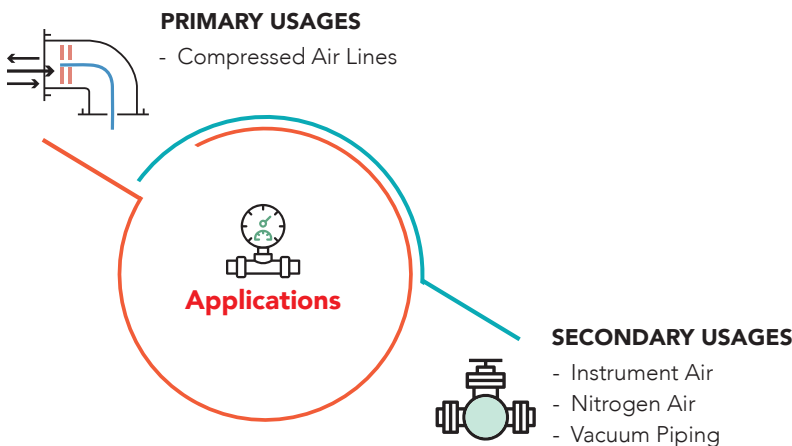 PRIMARY USAGES
- Compressed Air Lines
Applications
SECONDARY USAGES
- Instrument Air
- Nitrogen Air
- Vacuum Piping